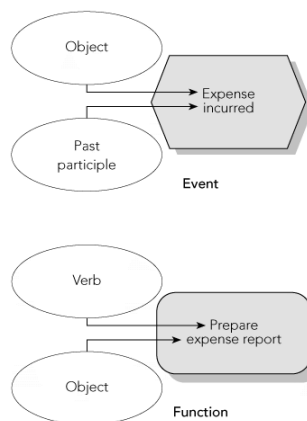 Object
Expense
incurred
Past
participle
Event
Verb
Prepare
expense report
Object
Function